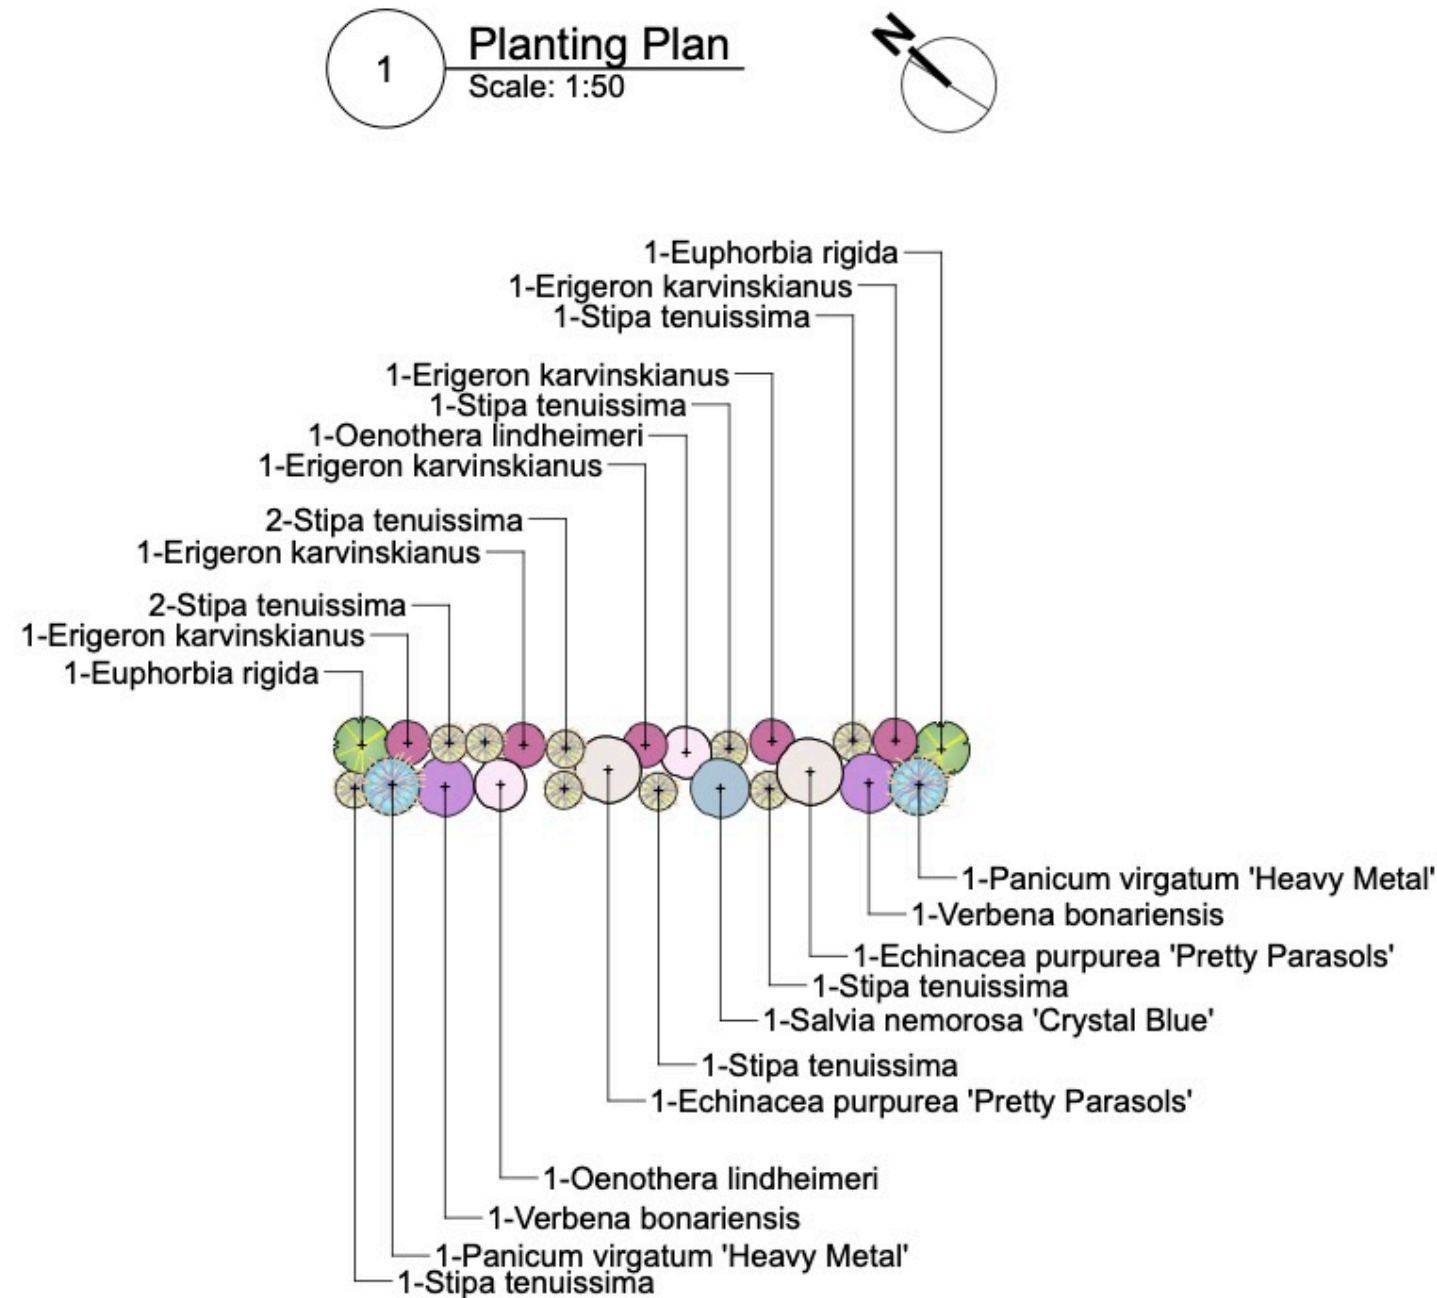 1
Planting Plan
Scale: 1:50
N
1-Euphorbia rigida
1-Erigeron karvinskianus
1-Stipa tenuissima
1-Erigeron karvinskianus
1-Stipa tenuissima
1-Oenothera lindheimeri
1-Erigeron karvinskianus
2-Stipa tenuissima
1-Erigeron karvinskianus
2-Stipa tenuissima
1-Erigeron karvinskianus
1-Euphorbia rigida
1-Panicum virgatum 'Heavy Metal'
1-Verbena bonariensis
1-Echinacea purpurea 'Pretty Parasols'
1-Stipa tenuissima
1-Salvia nemorosa 'Crystal Blue'
1-Stipa tenuissima
1-Echinacea purpurea 'Pretty Parasols'
1-Oenothera lindheimeri
1-Verbena bonariensis
1-Panicum virgatum 'Heavy Metal'
1-Stipa tenuissima